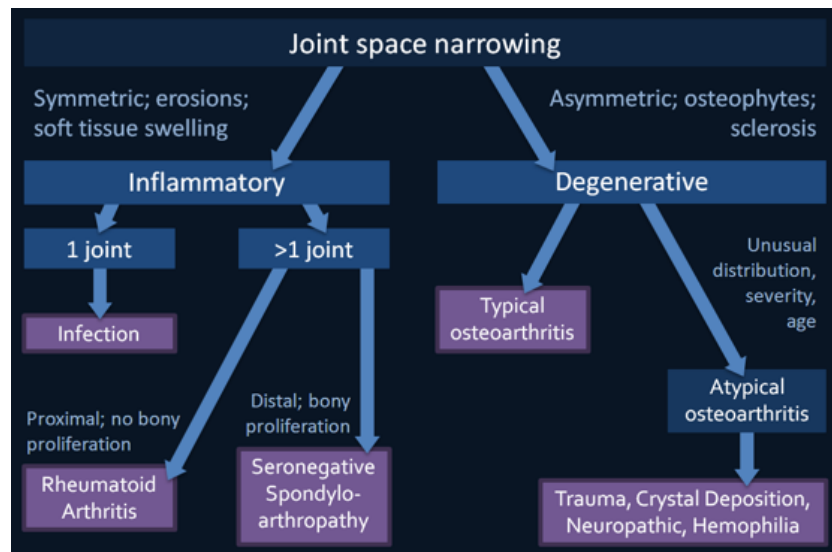 Joint space narrowing
Symmetric; erosions;
soft tissue swelling
Asymmetric; osteophytes;
sclerosis
Inflammatory
Degenerative
1 joint
>1 joint
Unusual
distribution,
severity,
age
Infection
Typical
osteoarthritis
Proximal; no bony
proliferation
Distal; bony
proliferation
Atypical
osteoarthritis
Rheumatoid
Arthritis
Seronegative
Spondylo-
arthropathy
Trauma, Crystal Deposition,
Neuropathic, Hemophilia